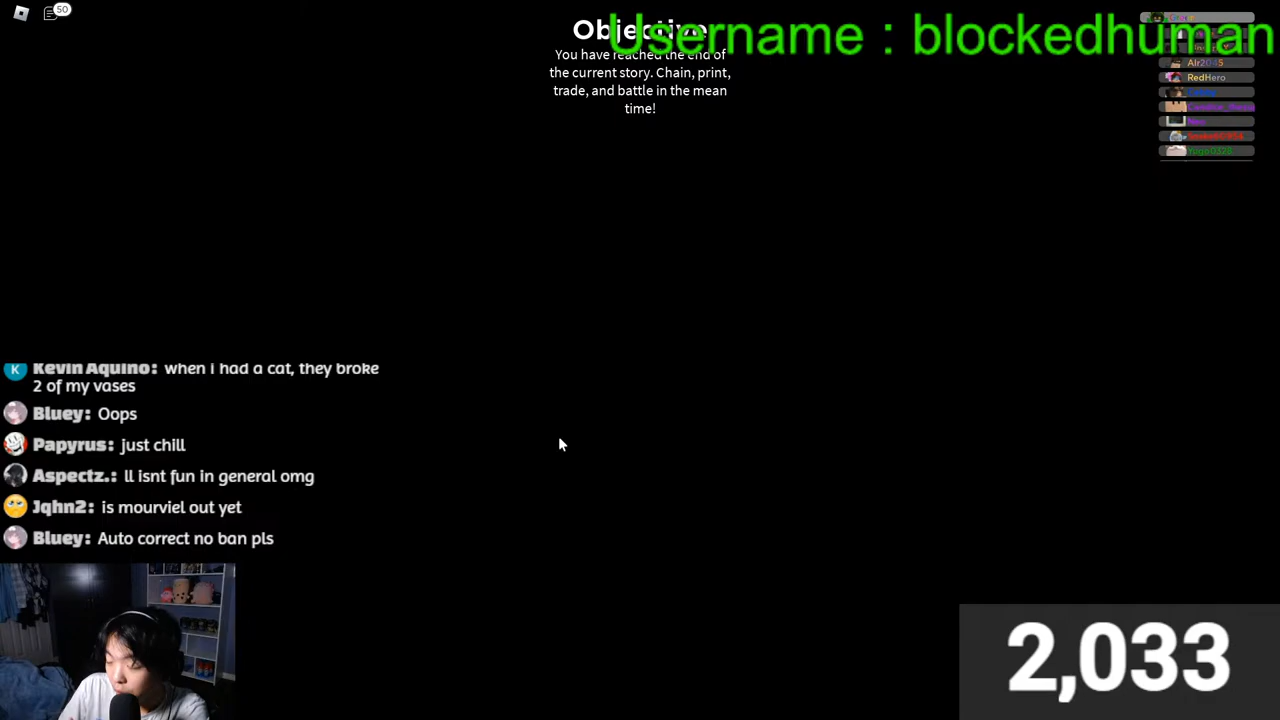 50
Objective
Username : blockedhuman
You have reached the end of
the current story. Chain, print,
trade, and battle in the mean
time!
Alr2045
RedHero
Neo
Kevin Aquino: when i had a cat, they broke
2 of my vases
Bluey: Oops
Papyrus: just chill
Aspectz.: ll isnt fun in general omg
Jqhn2: is mourviel out yet
Bluey: Auto correct no ban pls
2,033